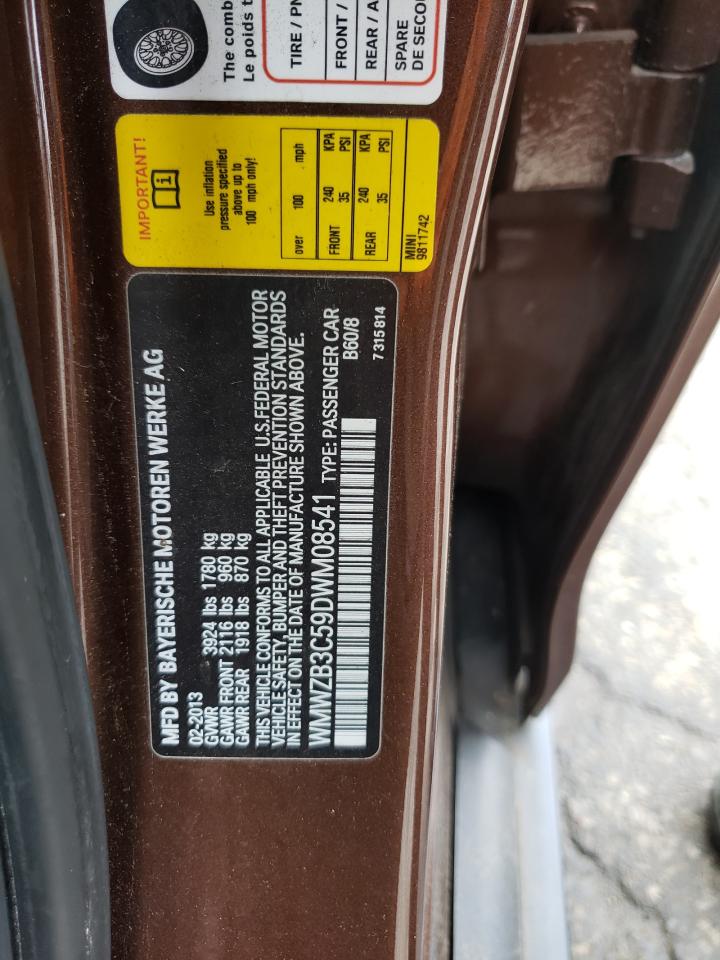 The comb
Le poids t
TIRE / PN
FRONT /
REAR / A
SPARE
DE SECO
IMPORTANT!
i
Use inflation
pressure specified
above up to
100 mph only!
over 100 mph
FRONT 240 KPA
35 PSI
REAR 240 KPA
35 PSI
MINI
9811742
MFD BY BAYERISCHE MOTOREN WERKE AG
02-2013
GVWR 3924 lbs 1780 kg
GAWR FRONT 2116 lbs 960 kg
GAWR REAR 1918 lbs 870 kg
THIS VEHICLE CONFORMS TO ALL APPLICABLE U.S.FEDERAL MOTOR
VEHICLE SAFETY, BUMPER AND THEFT PREVENTION STANDARDS
IN EFFECT ON THE DATE OF MANUFACTURE SHOWN ABOVE.
WMWZB3C59DWM08541 TYPE: PASSENGER CAR
B60/8
7315814